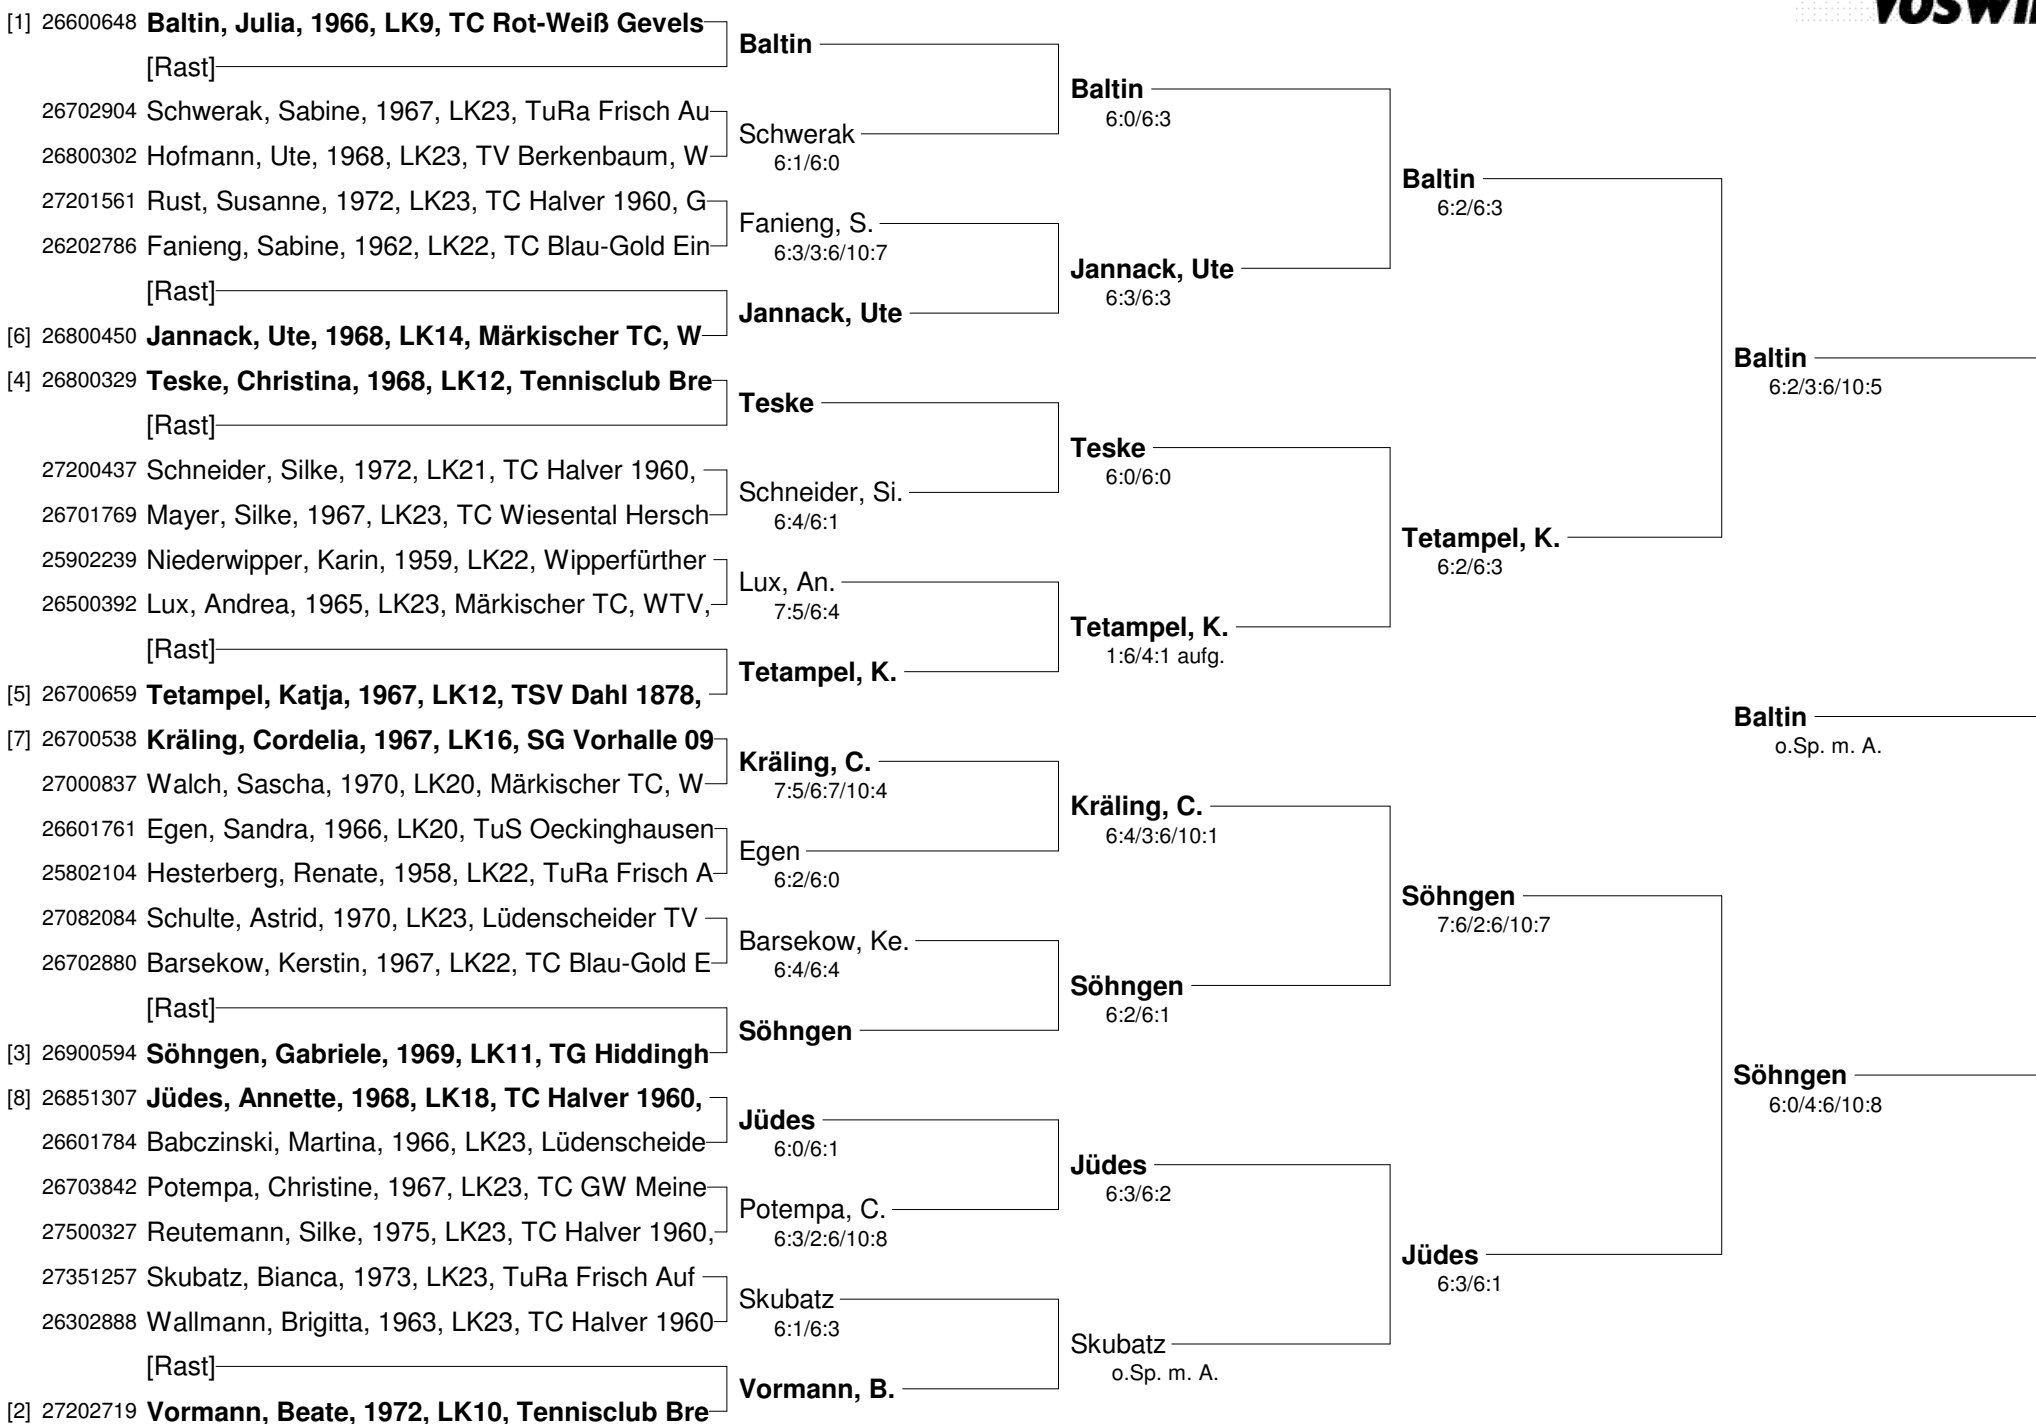 VOSWI
[1] 26600648 Baltin, Julia, 1966, LK9, TC Rot-Weiß Gevels
[Rast]
26702904 Schwerak, Sabine, 1967, LK23, TuRa Frisch Au
26800302 Hofmann, Ute, 1968, LK23, TV Berkenbaum, W
27201561 Rust, Susanne, 1972, LK23, TC Halver 1960, G
26202786 Fanieng, Sabine, 1962, LK22, TC Blau-Gold Ein
[Rast]
[6] 26800450 Jannack, Ute, 1968, LK14, Märkischer TC, W
[4] 26800329 Teske, Christina, 1968, LK12, Tennisclub Bre
[Rast]
27200437 Schneider, Silke, 1972, LK21, TC Halver 1960,
26701769 Mayer, Silke, 1967, LK23, TC Wiesental Hersch
25902239 Niederwipper, Karin, 1959, LK22, Wipperfürther
26500392 Lux, Andrea, 1965, LK23, Märkischer TC, WTV,
[Rast]
[5] 26700659 Tetampel, Katja, 1967, LK12, TSV Dahl 1878,
[7] 26700538 Kräling, Cordelia, 1967, LK16, SG Vorhalle 09
27000837 Walch, Sascha, 1970, LK20, Märkischer TC, W
26601761 Egen, Sandra, 1966, LK20, TuS Oeckinghausen
25802104 Hesterberg, Renate, 1958, LK22, TuRa Frisch A
27082084 Schulte, Astrid, 1970, LK23, Lüdenscheider TV
26702880 Barsekow, Kerstin, 1967, LK22, TC Blau-Gold E
[Rast]
[3] 26900594 Söhngen, Gabriele, 1969, LK11, TG Hiddingh
[8] 26851307 Jüdes, Annette, 1968, LK18, TC Halver 1960,
26601784 Babczinski, Martina, 1966, LK23, Lüdenscheide
26703842 Potempa, Christine, 1967, LK23, TC GW Meine
27500327 Reutemann, Silke, 1975, LK23, TC Halver 1960,
27351257 Skubatz, Bianca, 1973, LK23, TuRa Frisch Auf
26302888 Wallmann, Brigitta, 1963, LK23, TC Halver 1960
[Rast]
[2] 27202719 Vormann, Beate, 1972, LK10, Tennisclub Bre
Baltin
Schwerak
6:1/6:0
Fanieng, S.
6:3/3:6/10:7
Jannack, Ute
Teske
Schneider, Si.
6:4/6:1
Lux, An.
7:5/6:4
Tetampel, K.
Kräling, C.
7:5/6:7/10:4
Egen
6:2/6:0
Barsekow, Ke.
6:4/6:4
Söhngen
Jüdes
6:0/6:1
Potempa, C.
6:3/2:6/10:8
Skubatz
6:1/6:3
Vormann, B.
Baltin
6:0/6:3
Jannack, Ute
6:3/6:3
Teske
6:0/6:0
Tetampel, K.
1:6/4:1 aufg.
Kräling, C.
6:4/3:6/10:1
Söhngen
6:2/6:1
Jüdes
6:3/6:2
Skubatz
o.Sp. m. A.
Baltin
6:2/6:3
Tetampel, K.
6:2/6:3
Söhngen
7:6/2:6/10:7
Jüdes
6:3/6:1
Baltin
6:2/3:6/10:5
Baltin
o.Sp. m. A.
Söhngen
6:0/4:6/10:8